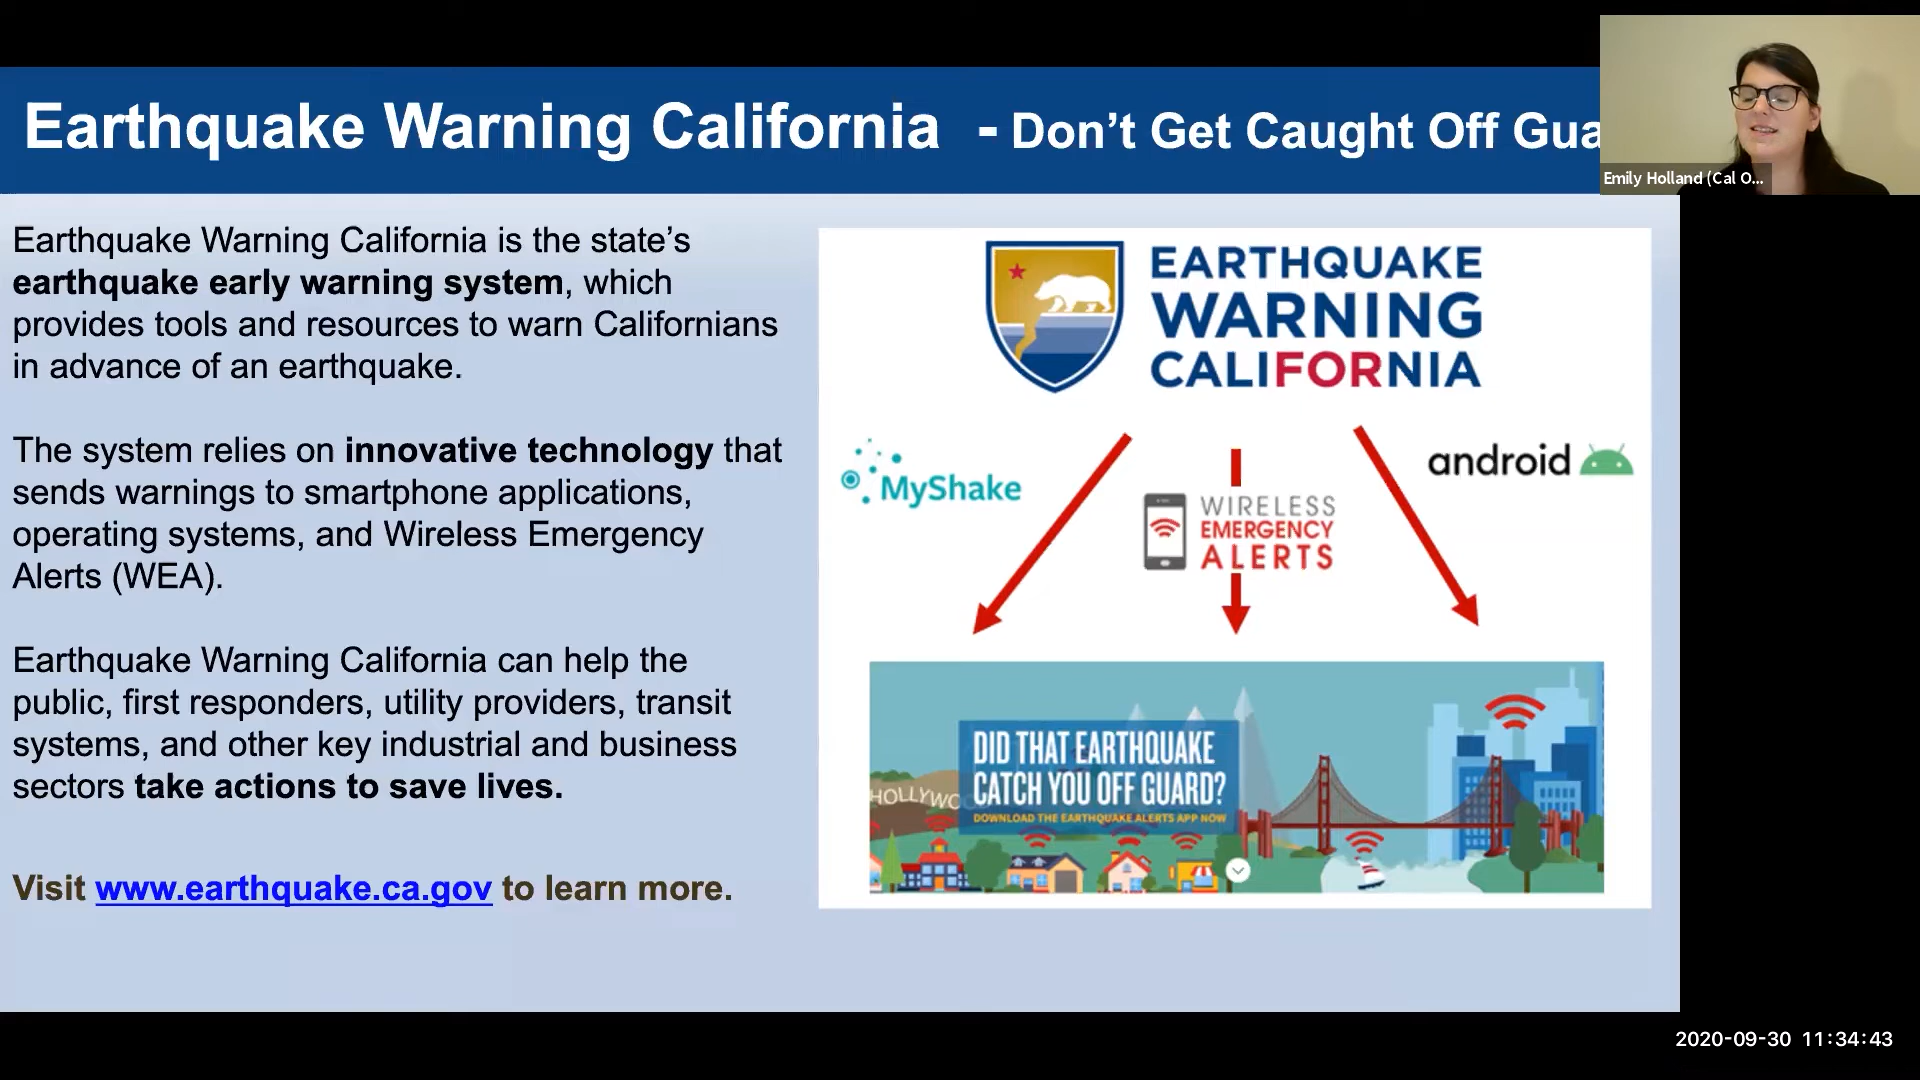 Earthquake Warning California - Don't Get Caught Off Gua
Emily Holland (Cal O...
Earthquake Warning California is the state's
earthquake early warning system, which
provides tools and resources to warn Californians
in advance of an earthquake.
The system relies on innovative technology that
sends warnings to smartphone applications,
operating systems, and Wireless Emergency
Alerts (WEA).
Earthquake Warning California can help the
public, first responders, utility providers, transit
systems, and other key industrial and business
sectors take actions to save lives.
Visit www.earthquake.ca.gov to learn more.
EARTHQUAKE
WARNING
CALIFORNIA
MyShake
WIRELESS
EMERGENCY
ALERTS
android
HOLLYWO
DID THAT EARTHQUAKE
CATCH YOU OFF GUARD?
DOWNLOAD THE EARTHQUAKE ALERTS APP NOW
2020-09-30 11:34:43